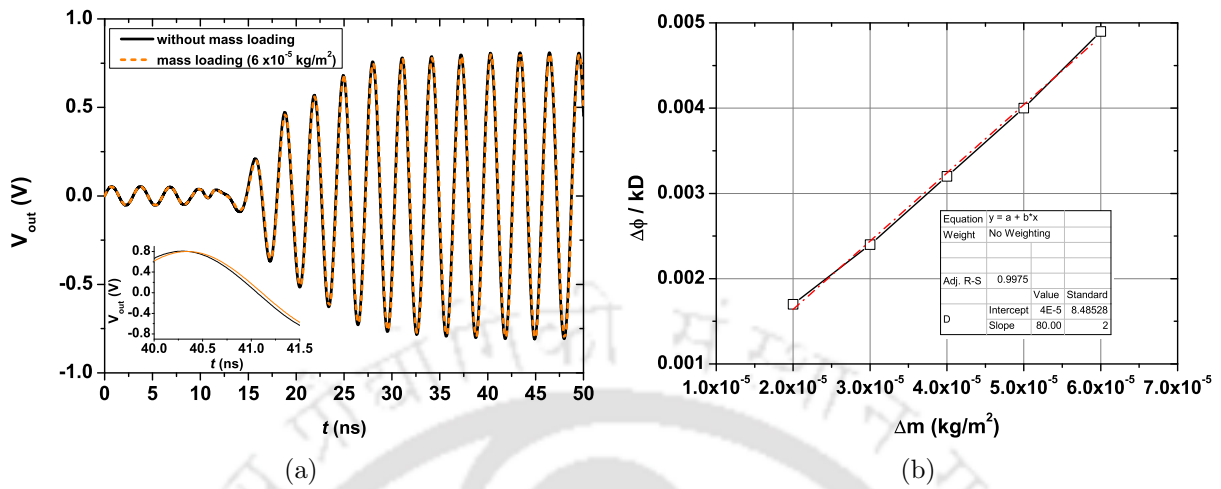 1.0
0.5
0.0
-0.5
-1.0
V_out (V)
without mass loading
mass loading (6 x10⁻⁵ kg/m²)
0.8
0.4
0.0
-0.4
-0.8
V_out (V)
40.0 40.5 41.0 41.5
t (ns)
0 5 10 15 20 25 30 35 40 45 50
t (ns)
(a)
0.005
0.004
0.003
0.002
0.001
Δϕ / kD
Equation y = a + b*x
Weight No Weighting
Adj. R-S 0.9975
Value Standard
D
Intercept 4E-5 8.48528
Slope 80.00 2
1.0x10⁻⁵ 2.0x10⁻⁵ 3.0x10⁻⁵ 4.0x10⁻⁵ 5.0x10⁻⁵ 6.0x10⁻⁵ 7.0x10⁻⁵
Δm (kg/m²)
(b)